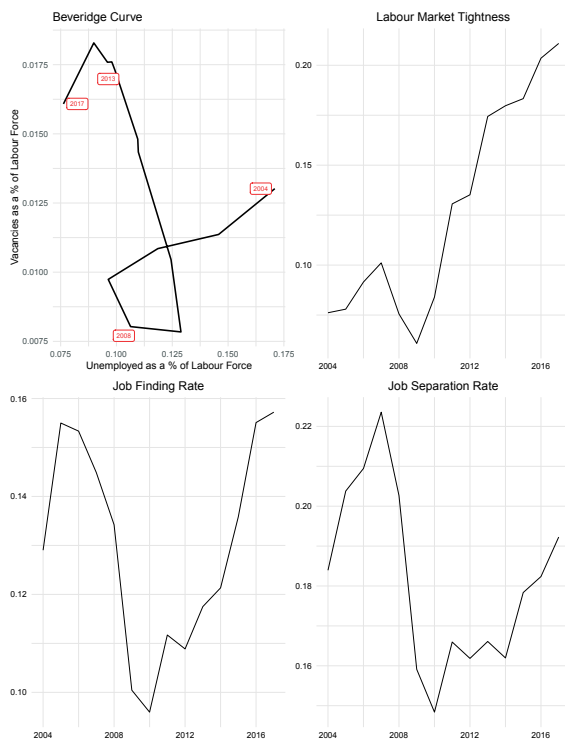 Beveridge Curve
Vacancies as a % of Labour Force
0.0175
0.0150
0.0125
0.0100
0.0075
2013
2017
2004
2008
0.075 0.100 0.125 0.150 0.175
Unemployed as a % of Labour Force
Labour Market Tightness
0.20
0.15
0.10
2004 2008 2012 2016
Job Finding Rate
0.16
0.14
0.12
0.10
2004 2008 2012 2016
Job Separation Rate
0.22
0.20
0.18
0.16
2004 2008 2012 2016